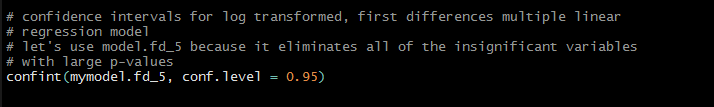 # confidence intervals for log transformed, first differences multiple linear
# regression model
# let's use model.fd_5 because it eliminates all of the insignificant variables
# with large p-values
confint(mymodel.fd_5, conf.level = 0.95)